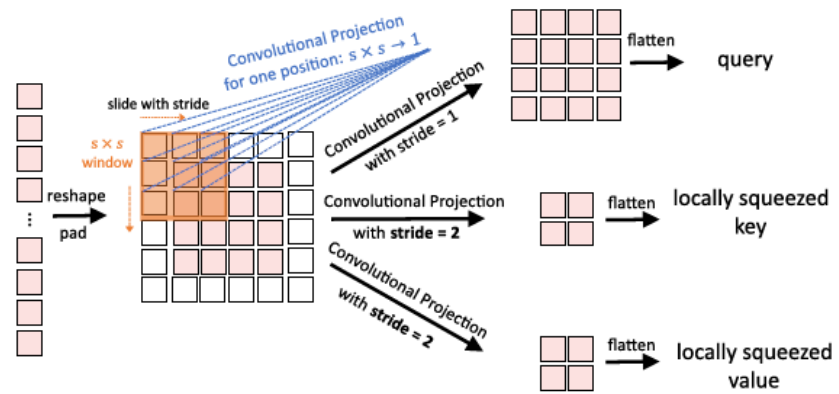 Convolutional Projection
for one position: s × s → 1
slide with stride
s × s
window
reshape
pad
...
Convolutional Projection
with stride = 1
flatten
query
Convolutional Projection
with stride = 2
flatten
locally squeezed
key
Convolutional Projection
with stride = 2
flatten
locally squeezed
value